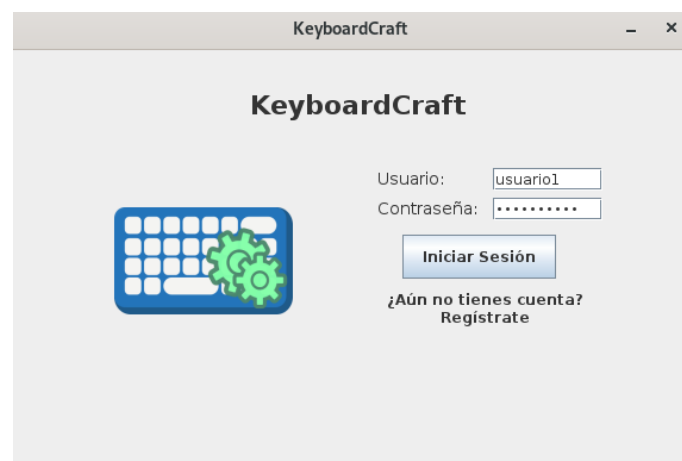 KeyboardCraft
KeyboardCraft
Usuario:
usuario1
Contraseña:
••••••••••
Iniciar Sesión
¿Aún no tienes cuenta?
Regístrate